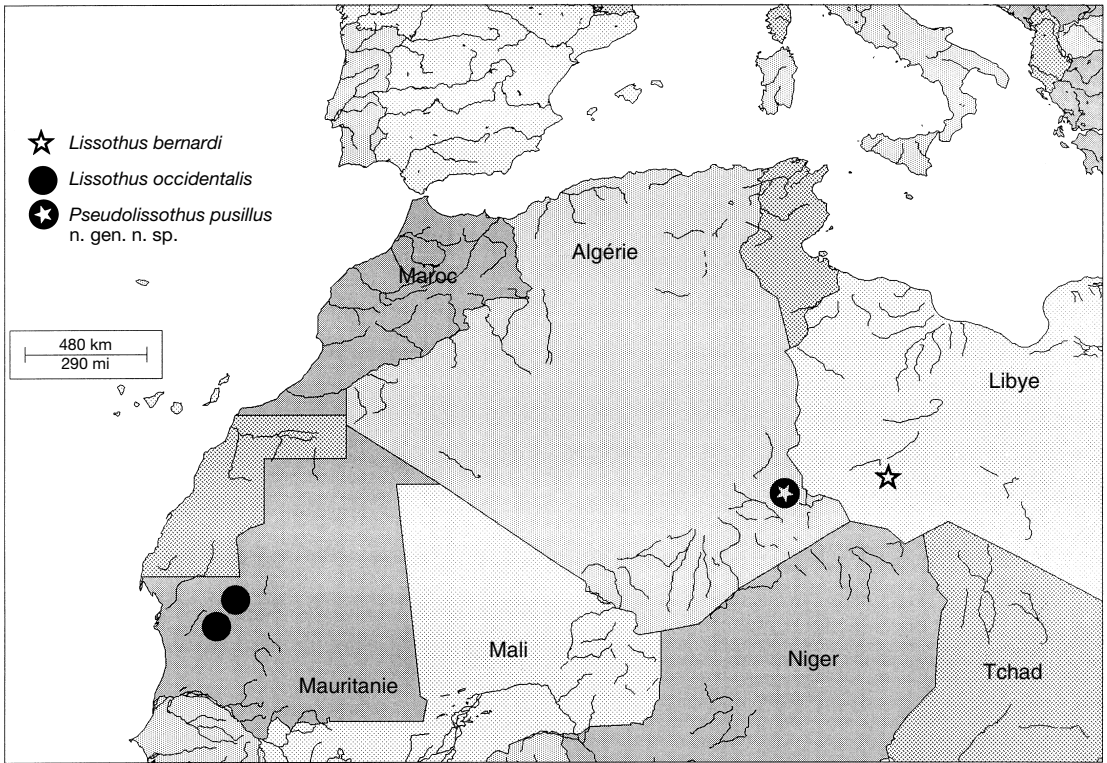 Lissothus bernardi
Lissothus occidentalis
Pseudolissothus pusillus
n. gen. n. sp.
Algérie
Maroc
480 km
290 mi
Libye
Mali
Niger
Tchad
Mauritanie